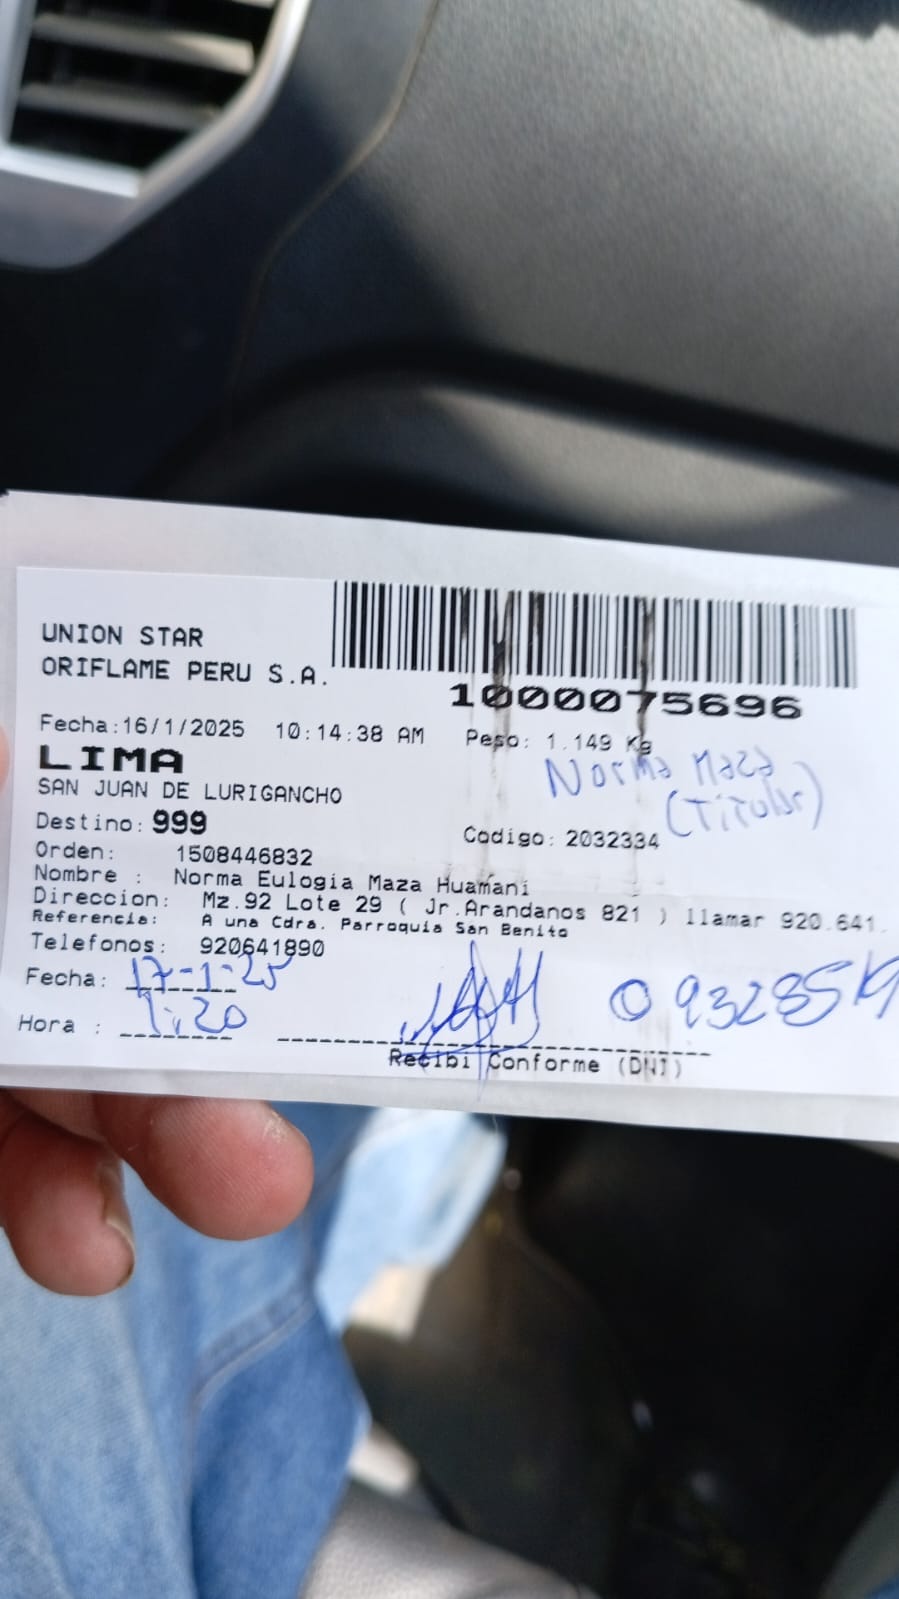 UNION STAR
ORIFLAME PERU S.A.
1000075696
Fecha:16/1/2025 10:14:38 AM Peso: 1.149 Kg
LIMA
Norma Maza
(Titular)
SAN JUAN DE LURIGANCHO
Destino: 999
Codigo: 2032334
Orden: 1508446832
Nombre : Norma Eulogia Maza Huamani
Direccion: Mz.92 Lote 29 ( Jr.Arandanos 821 ) llamar 920.641.
Referencia: A una Cdra. Parroquia San Benito
Telefonos: 920641890
Fecha: 17-1-25
Hora : 1:20
Recibi Conforme (DNI)